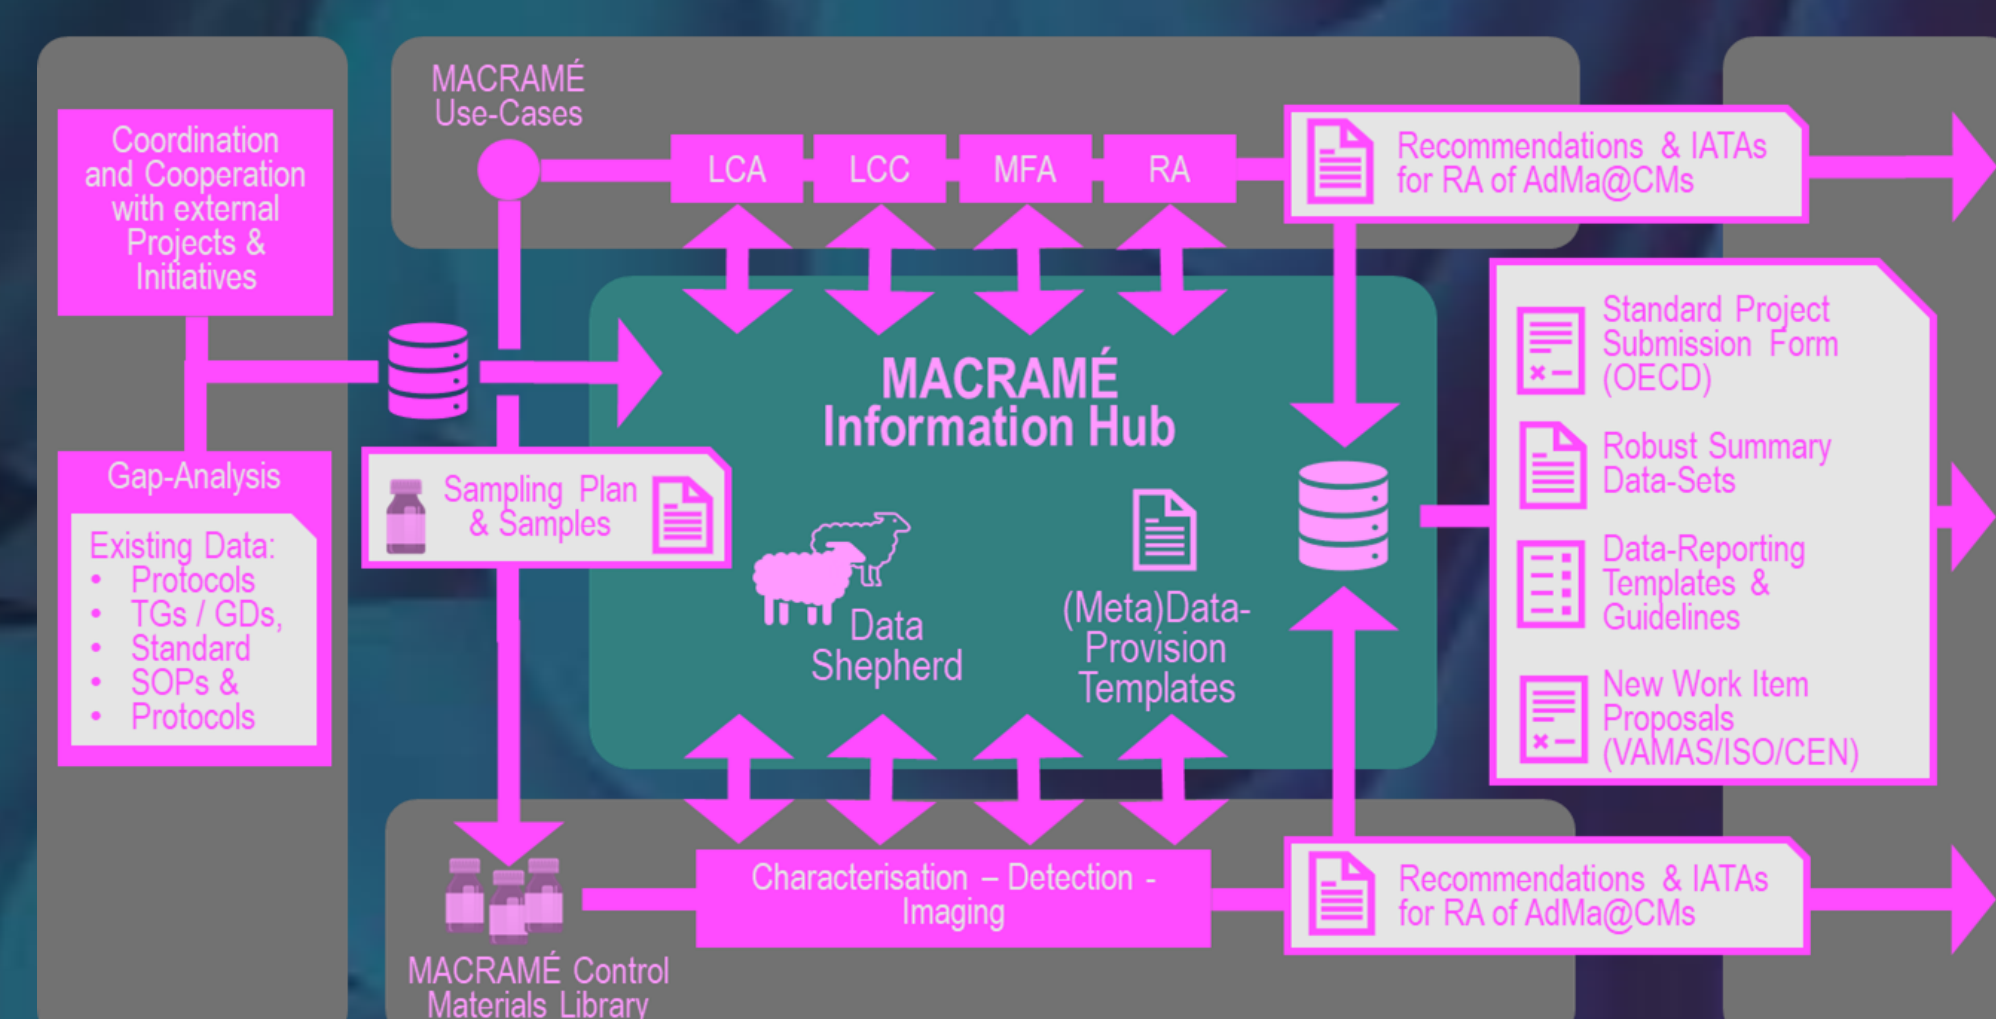 Coordination
and Cooperation
with external
Projects &
Initiatives
Gap-Analysis
Existing Data:
• Protocols
• TGs / GDs,
• Standard
• SOPs &
• Protocols
MACRAMÉ
Use-Cases
LCA
LCC
MFA
RA
Recommendations & IATAs
for RA of AdMa@CMs
Sampling Plan
& Samples
MACRAMÉ
Information Hub
Data
Shepherd
(Meta)Data-
Provision
Templates
Standard Project
Submission Form
(OECD)
Robust Summary
Data-Sets
Data-Reporting
Templates &
Guidelines
New Work Item
Proposals
(VAMAS/ISO/CEN)
MACRAMÉ Control
Materials Library
Characterisation – Detection -
Imaging
Recommendations & IATAs
for RA of AdMa@CMs